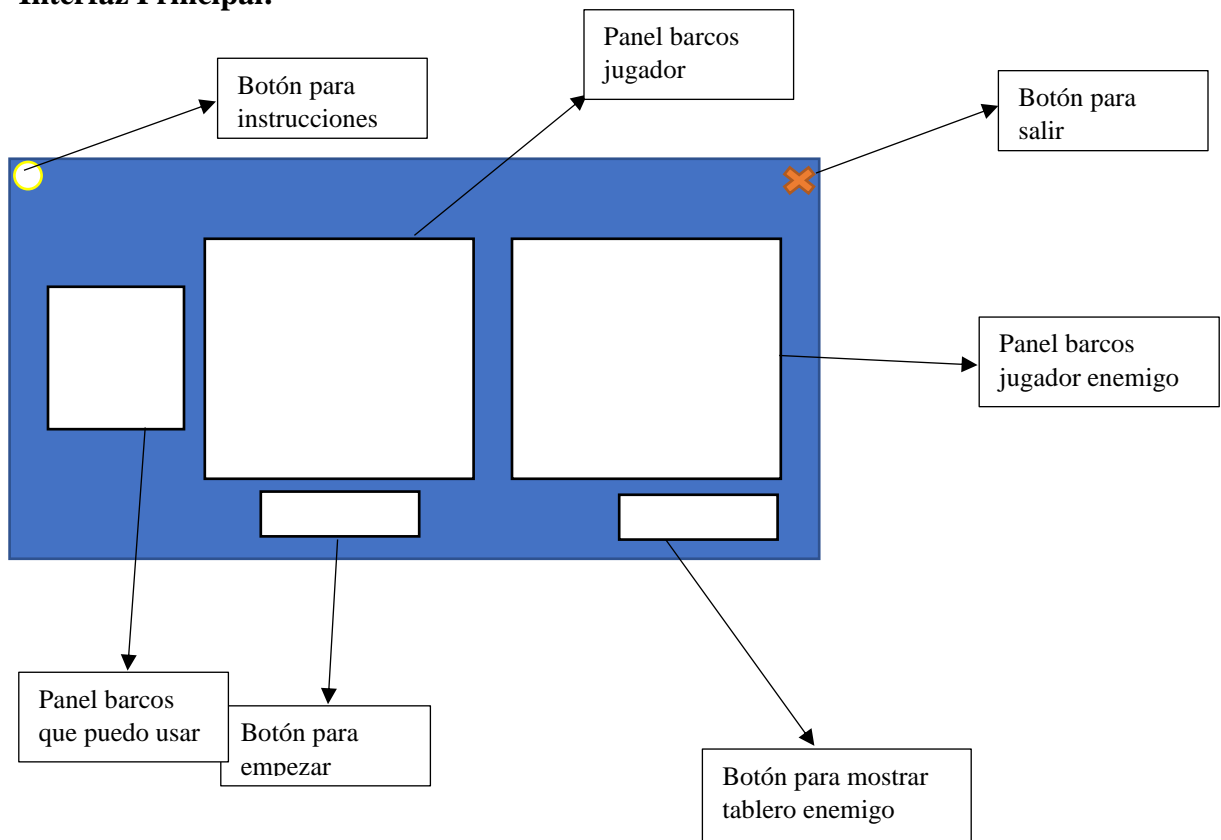 Interfaz Principal.
Panel barcos
jugador
Botón para
instrucciones
Botón para
salir
Panel barcos
jugador enemigo
Panel barcos
que puedo usar
Botón para
empezar
Botón para mostrar
tablero enemigo